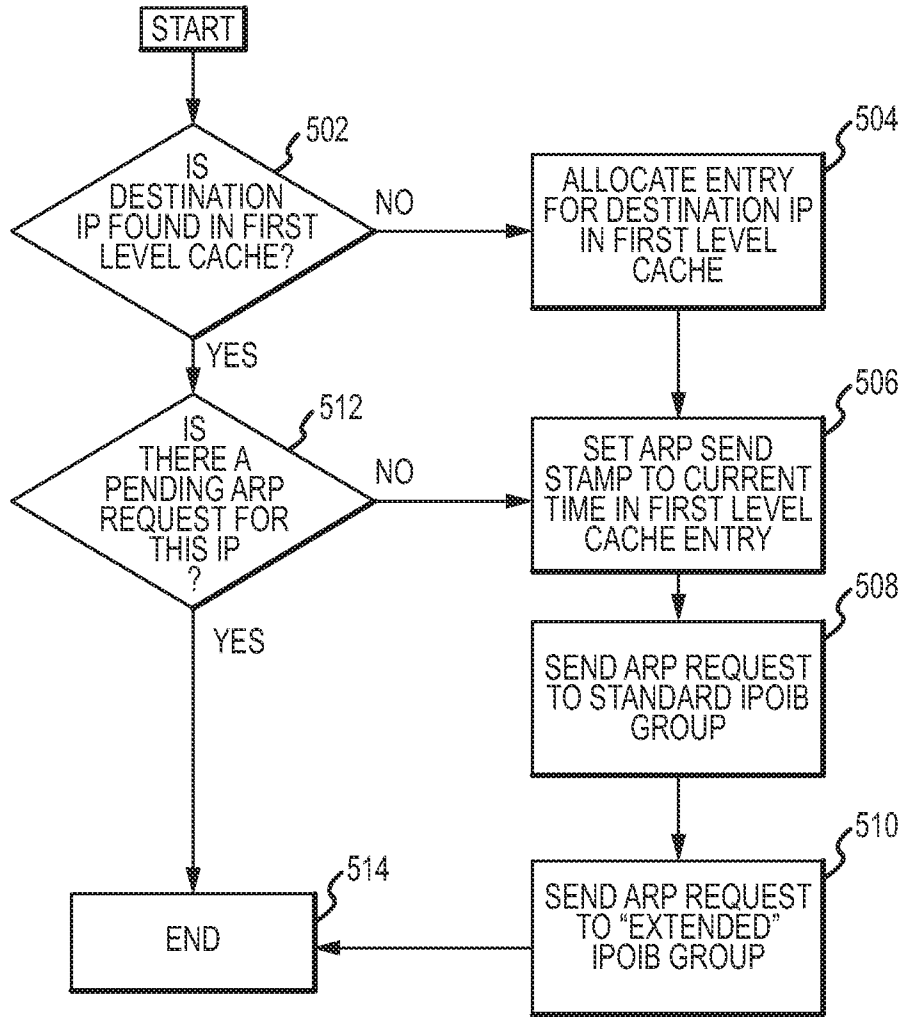 START
502
IS
DESTINATION
IP FOUND IN FIRST
LEVEL CACHE?
NO
504
ALLOCATE ENTRY
FOR DESTINATION IP
IN FIRST LEVEL
CACHE
YES
512
IS
THERE A
PENDING ARP
REQUEST FOR
THIS IP
?
NO
506
SET ARP SEND
STAMP TO CURRENT
TIME IN FIRST LEVEL
CACHE ENTRY
YES
508
SEND ARP REQUEST
TO STANDARD IPOIB
GROUP
510
SEND ARP REQUEST
TO “EXTENDED”
IPOIB GROUP
514
END